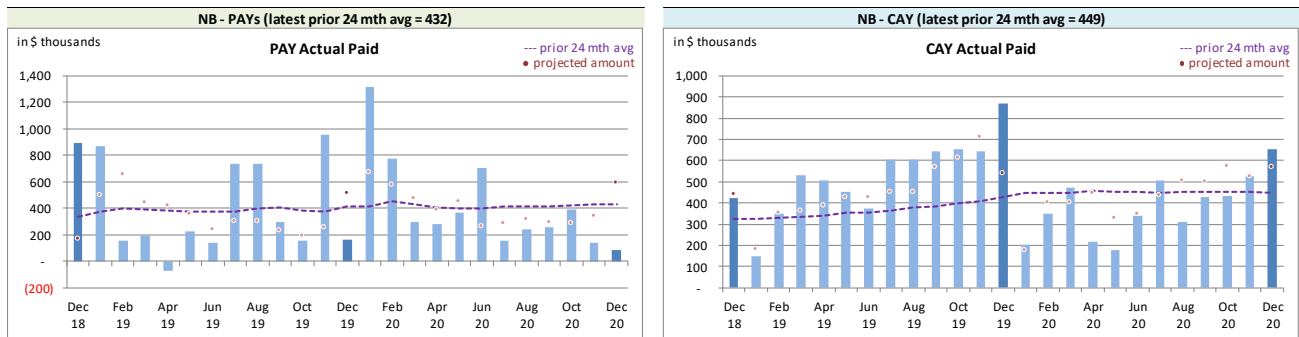 NB - PAYs (latest prior 24 mth avg = 432)
in $ thousands
PAY Actual Paid
--- prior 24 mth avg
• projected amount
1,400
1,200
1,000
800
600
400
200
-
(200)
Dec Feb Apr Jun Aug Oct Dec Feb Apr Jun Aug Oct Dec
18 19 19 19 19 19 19 20 20 20 20 20 20
NB - CAY (latest prior 24 mth avg = 449)
in $ thousands
CAY Actual Paid
--- prior 24 mth avg
• projected amount
1,000
900
800
700
600
500
400
300
200
100
-
Dec Feb Apr Jun Aug Oct Dec Feb Apr Jun Aug Oct Dec
18 19 19 19 19 19 19 20 20 20 20 20 20